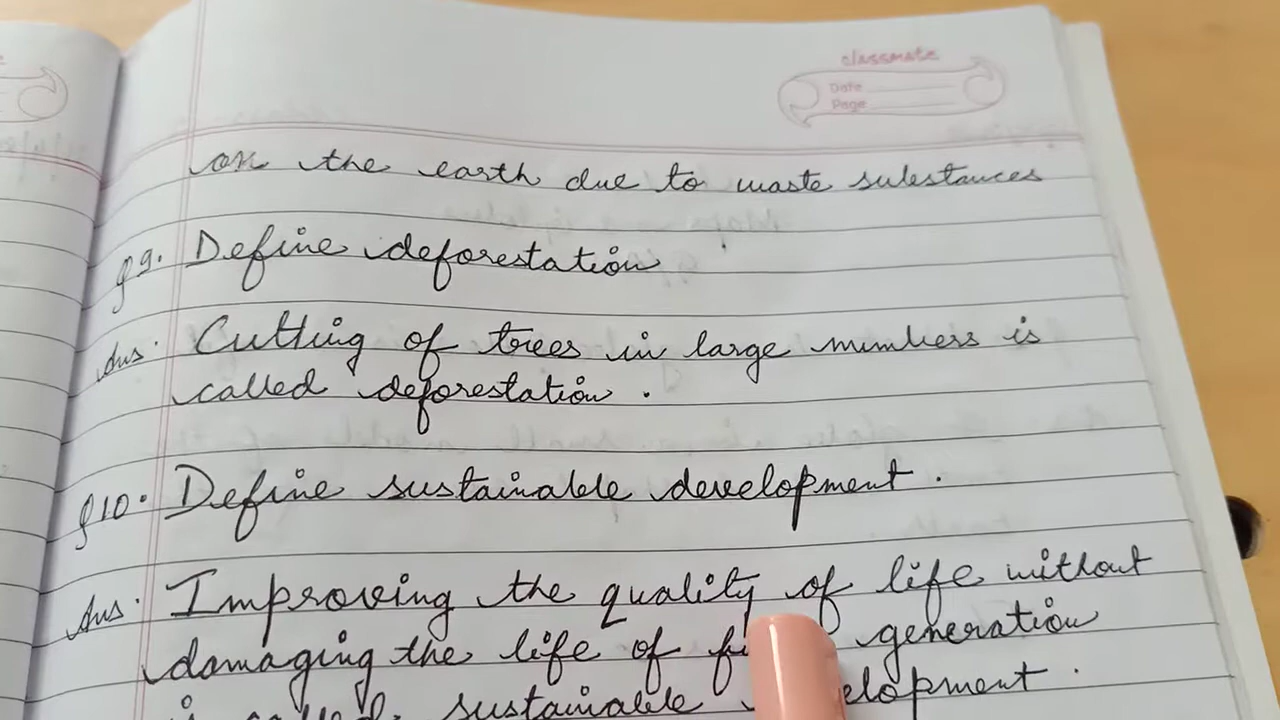 classmate
Date
Page
on the earth due to waste substances
Q9. Define deforestation
Ans. Cutting of trees in large numbers is
called deforestation.
Q10. Define sustainable development.
Ans. Improving the quality of life without
damaging the life of generation
is called sustainable